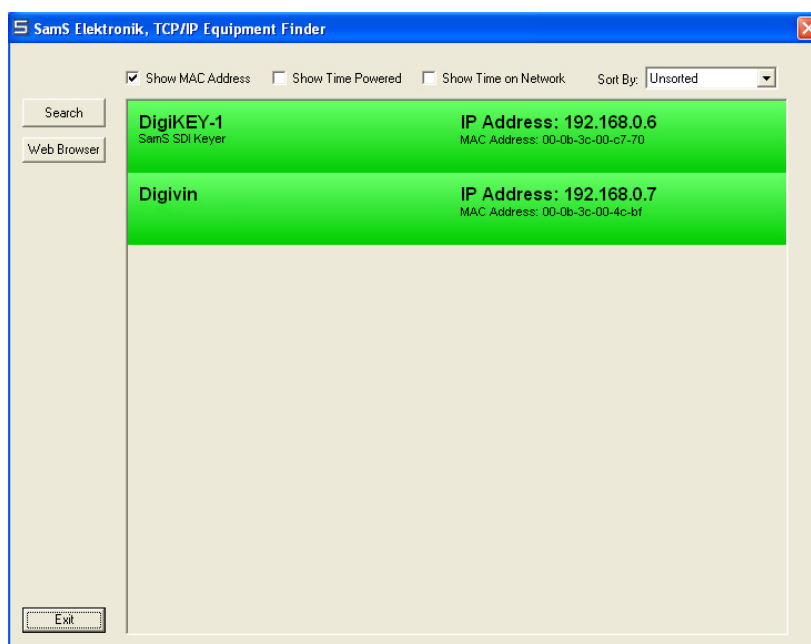 SamS Elektronik, TCP/IP Equipment Finder
Show MAC Address Show Time Powered Show Time on Network Sort By: Unsorted
Search
Web Browser
DigiKEY-1 IP Address: 192.168.0.6
SamS SDI Keyer MAC Address: 00-0b-3c-00-c7-70
Digivin IP Address: 192.168.0.7
MAC Address: 00-0b-3c-00-4c-bf
Exit